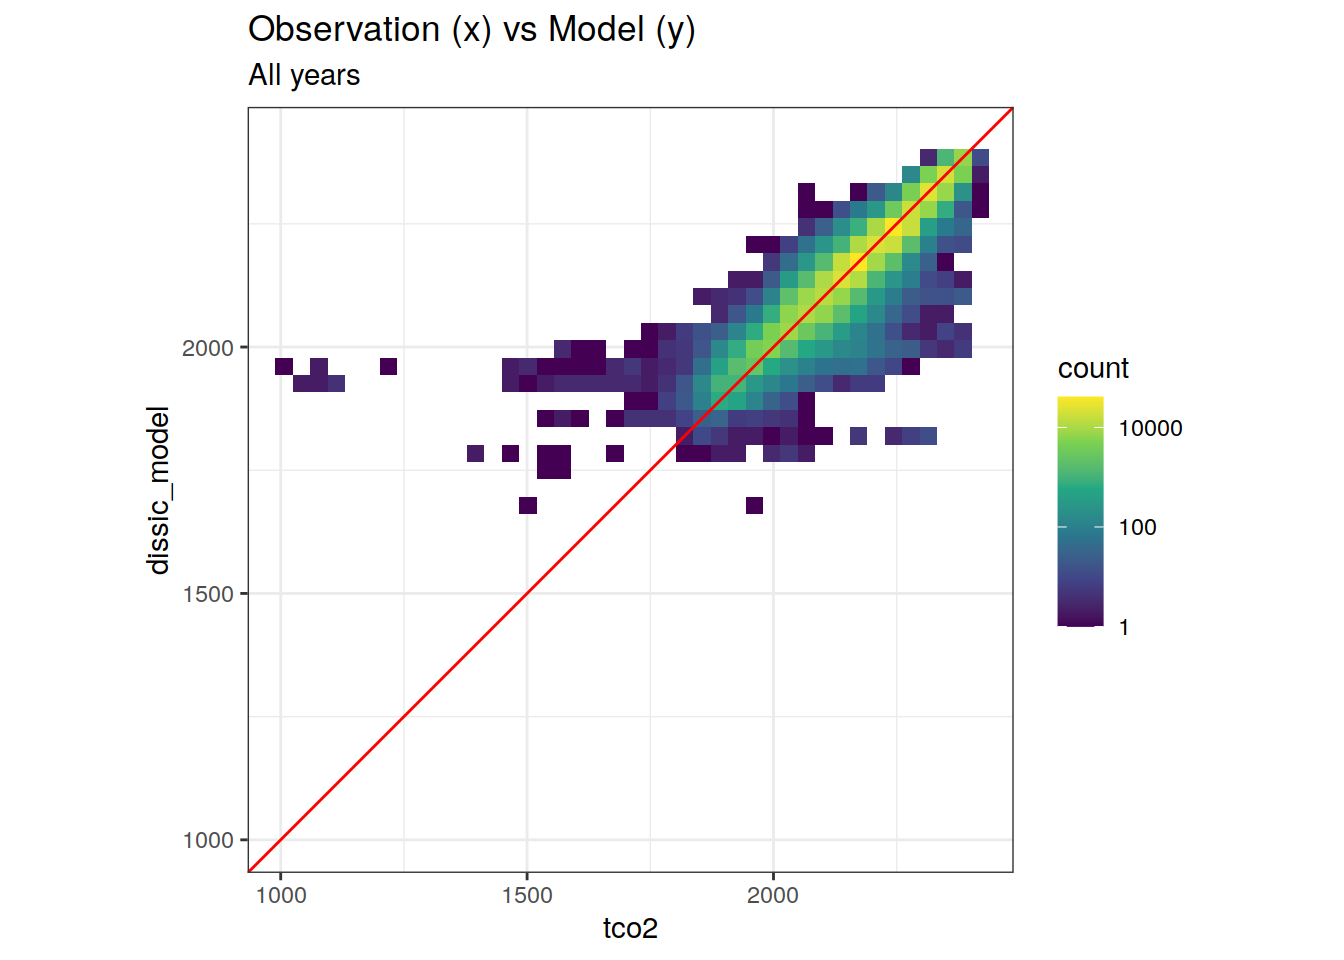 Observation (x) vs Model (y)
All years
dissic_model
2000
1500
1000
1000 1500 2000
tco2
count
10000
100
1